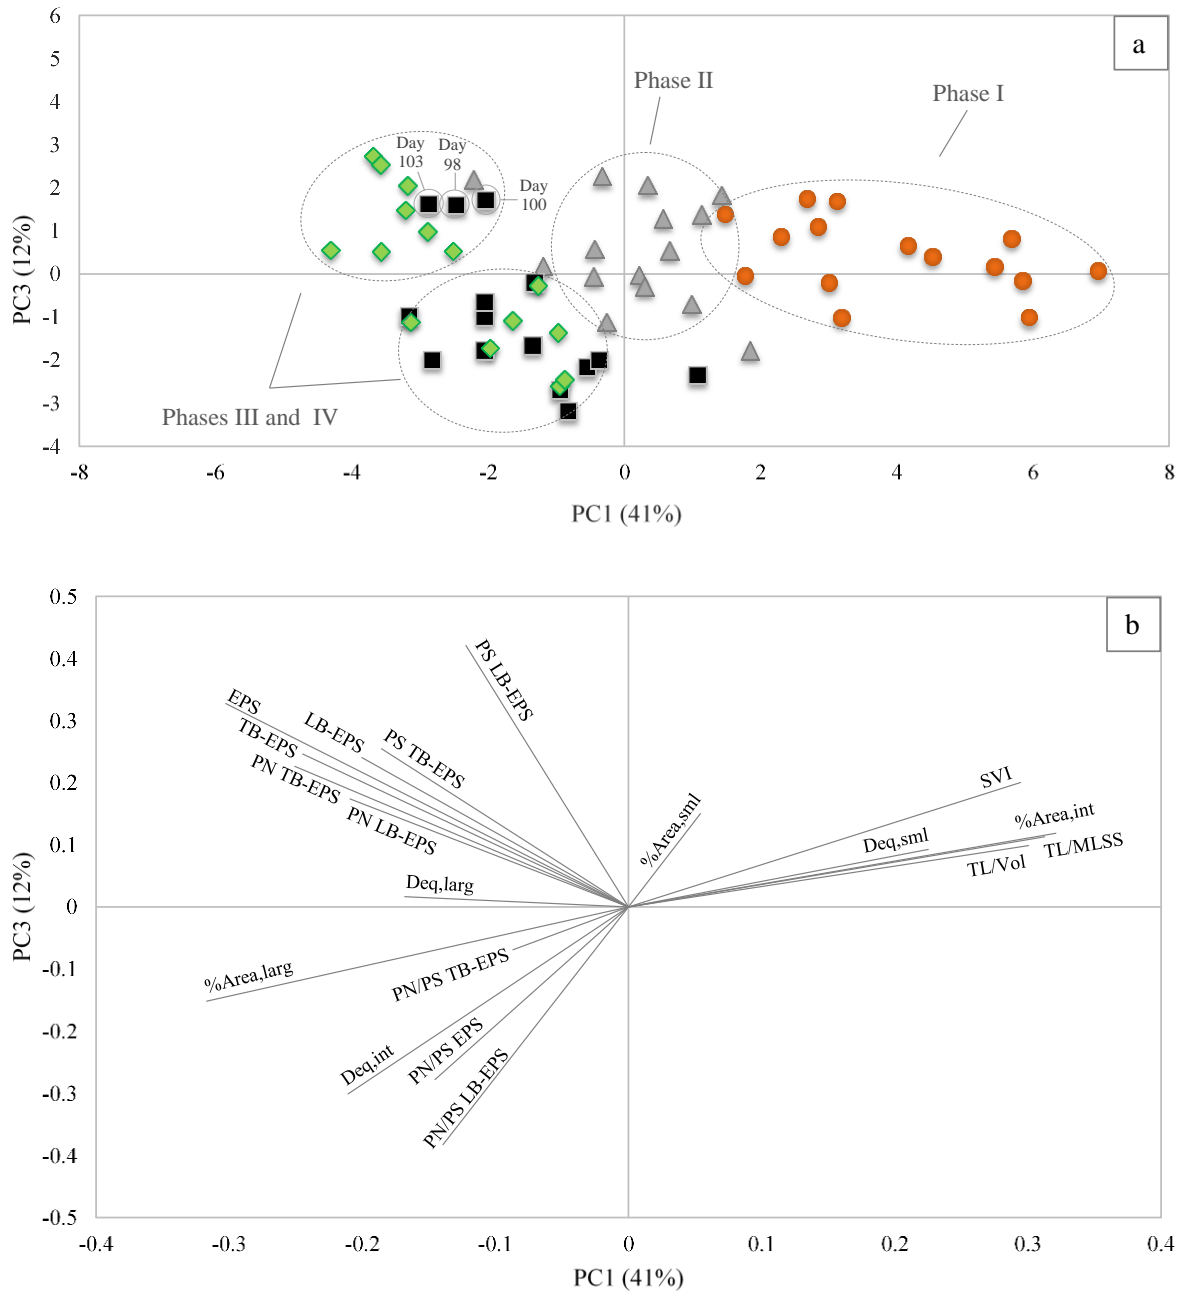 a
6
5
4
3
2
1
0
-1
-2
-3
-4
PC3 (12%)
Phase II
Phase I
Day
103
Day
98
Day
100
Phases III and IV
-8
-6
-4
-2
0
2
4
6
8
PC1 (41%)
b
0.5
0.4
0.3
0.2
0.1
0
-0.1
-0.2
-0.3
-0.4
-0.5
PC3 (12%)
PS LB-EPS
EPS
TB-EPS
LB-EPS
PS TB-EPS
PN TB-EPS
PN LB-EPS
%Area,sml
SVI
%Area,int
Deq,sml
TL/MLSS
TL/Vol
Deq,larg
%Area,larg
PN/PS TB-EPS
Deq,int
PN/PS EPS
PN/PS LB-EPS
-0.4
-0.3
-0.2
-0.1
0
0.1
0.2
0.3
0.4
PC1 (41%)